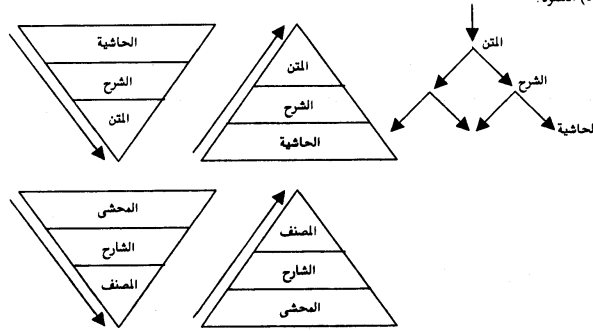 المتن
الشرح
الحاشية
المتن
الشرح
الحاشية
الحاشية
الشرح
المتن
المصنف
الشارح
المحشى
المحشى
الشارح
المصنف